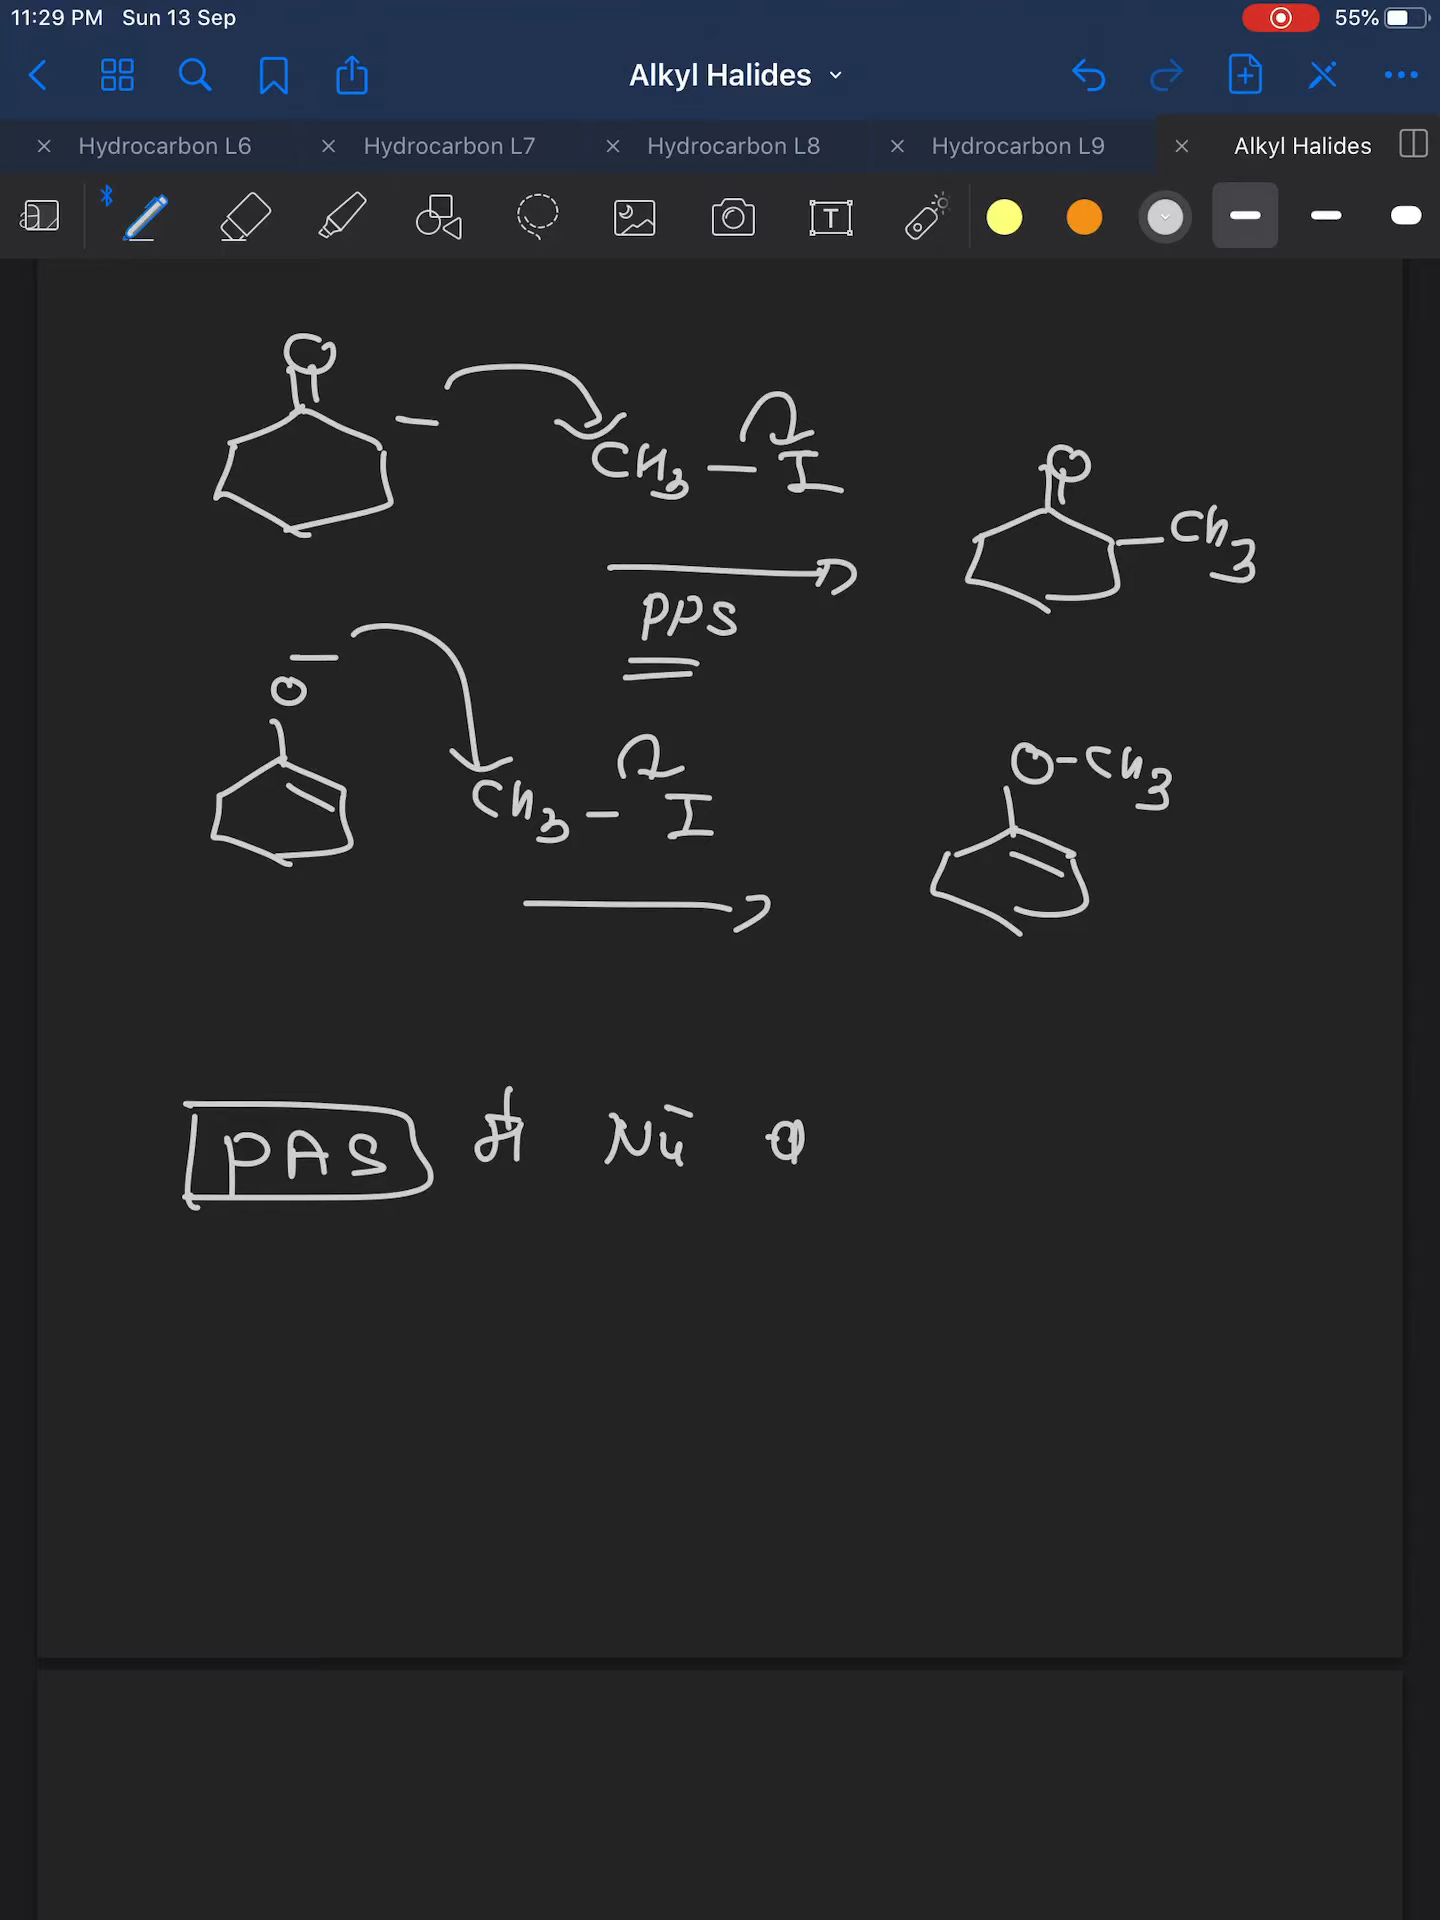 11:29 PM Sun 13 Sep 55%
Alkyl Halides
Hydrocarbon L6 Hydrocarbon L7 Hydrocarbon L8 Hydrocarbon L9 Alkyl Halides
a T
O
–
CH3 – I
O
CH3
PPS
–
O
CH3 – I
O-CH3
PAS में Nu–